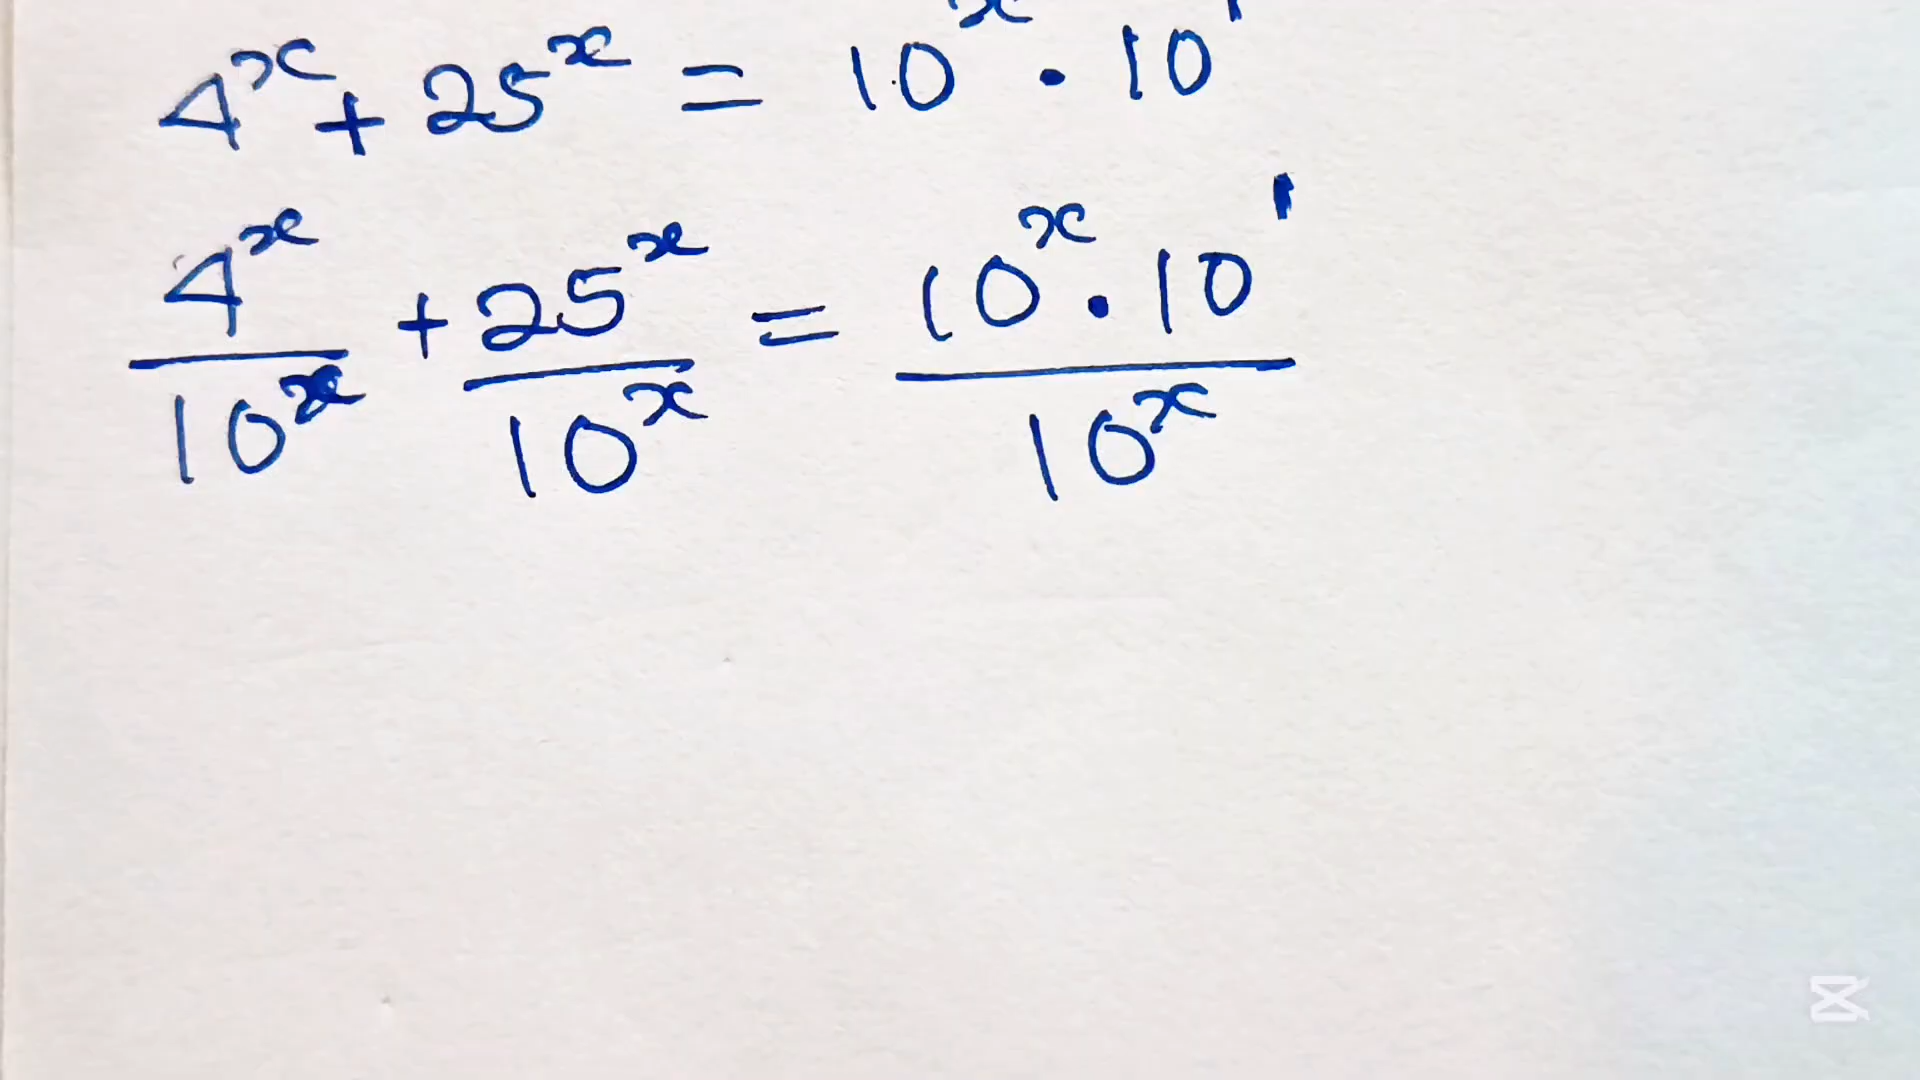 4^x + 25^x = 10^x · 10^1
4^x/10^x + 25^x/10^x = (10^x · 10^1)/10^x